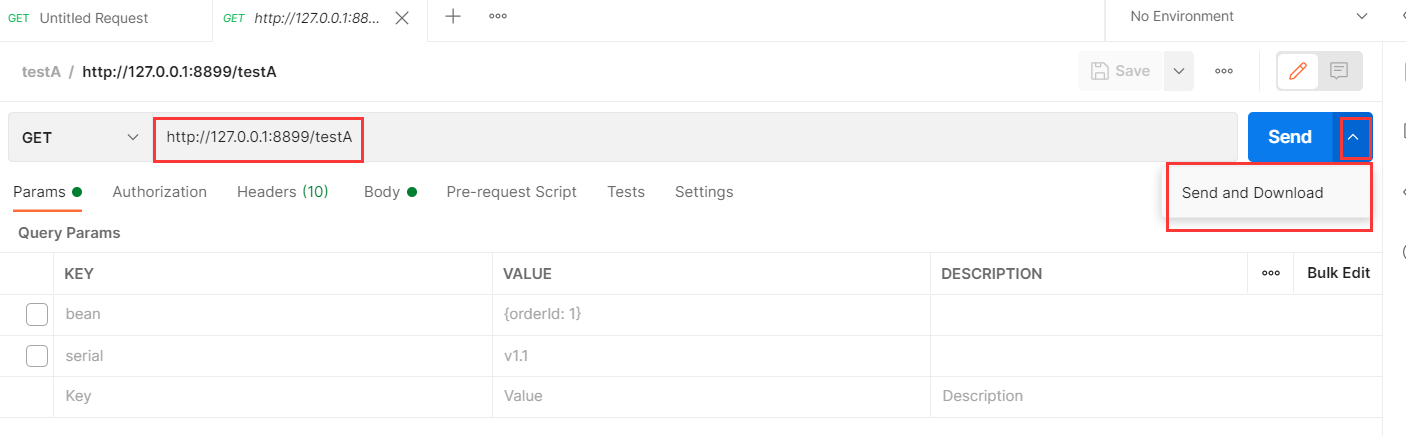 GET Untitled Request GET http://127.0.0.1:88... No Environment
testA / http://127.0.0.1:8899/testA Save
GET http://127.0.0.1:8899/testA Send
Params Authorization Headers (10) Body Pre-request Script Tests Settings Send and Download
Query Params
KEY VALUE DESCRIPTION Bulk Edit
bean {orderId: 1}
serial v1.1
Key Value Description